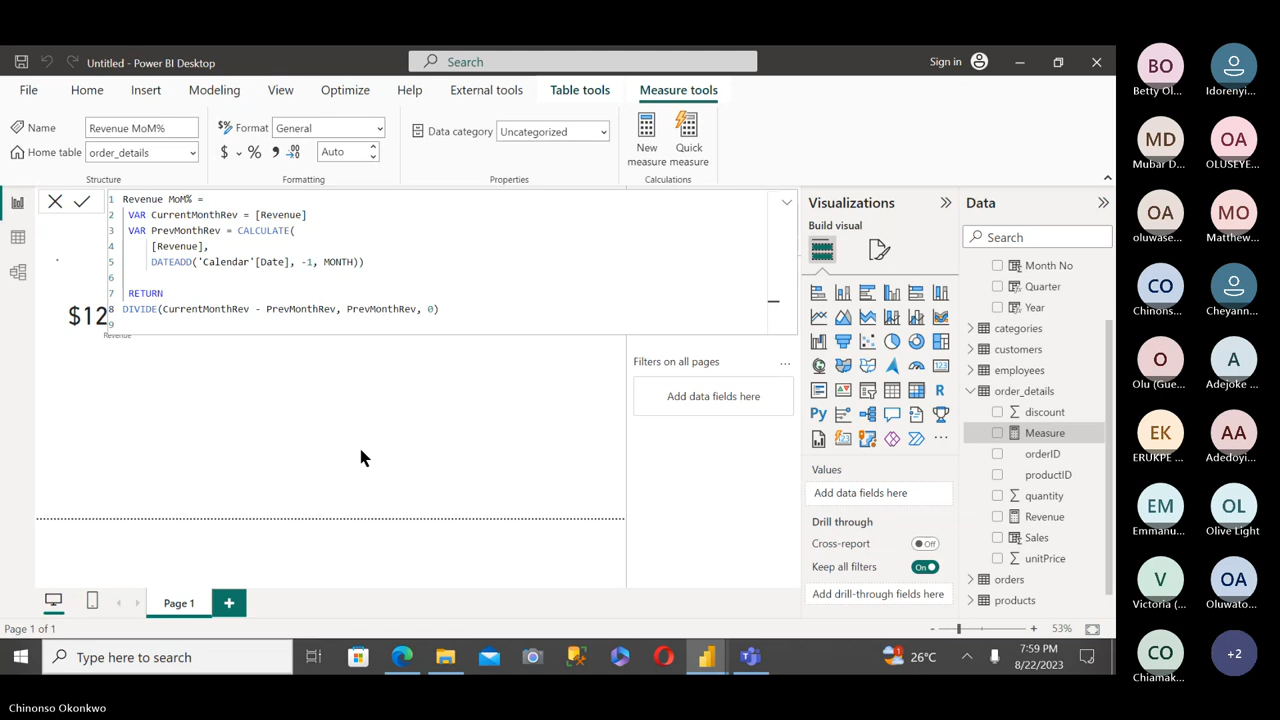 Untitled - Power BI Desktop
Search
Sign in
File
Home
Insert
Modeling
View
Optimize
Help
External tools
Table tools
Measure tools
Name
Revenue MoM%
Home table
order_details
Structure
Format
General
$
%
Auto
Formatting
Data category
Uncategorized
Properties
New measure
Quick measure
Calculations
1 Revenue MoM% =
2 VAR CurrentMonthRev = [Revenue]
3 VAR PrevMonthRev = CALCULATE(
4 [Revenue],
5 DATEADD('Calendar'[Date], -1, MONTH))
6
7 RETURN
8 DIVIDE(CurrentMonthRev - PrevMonthRev, PrevMonthRev, 0)
9
$12
Revenue
Filters on all pages
...
Add data fields here
Visualizations
Build visual
123
R
Py
...
Values
Add data fields here
Drill through
Cross-report
Off
Keep all filters
On
Add drill-through fields here
Data
Search
Month No
Quarter
Year
categories
customers
employees
order_details
discount
Measure
orderID
productID
quantity
Revenue
Sales
unitPrice
orders
products
Page 1
Page 1 of 1
- + 53%
Type here to search
1
26°C
7:59 PM
8/22/2023
BO
Betty Ol...
Idorenyi...
MD
Mubar D...
OA
OLUSEYE...
OA
oluwase...
MO
Matthew...
CO
Chinons...
Cheyann...
O
Olu (Gue...
A
Adejoke ...
EK
ERUKPE ...
AA
Adedoyi...
EM
Emmanu...
OL
Olive Light
V
Victoria (...
OA
Oluwato...
CO
Chiamak...
+2
Chinonso Okonkwo